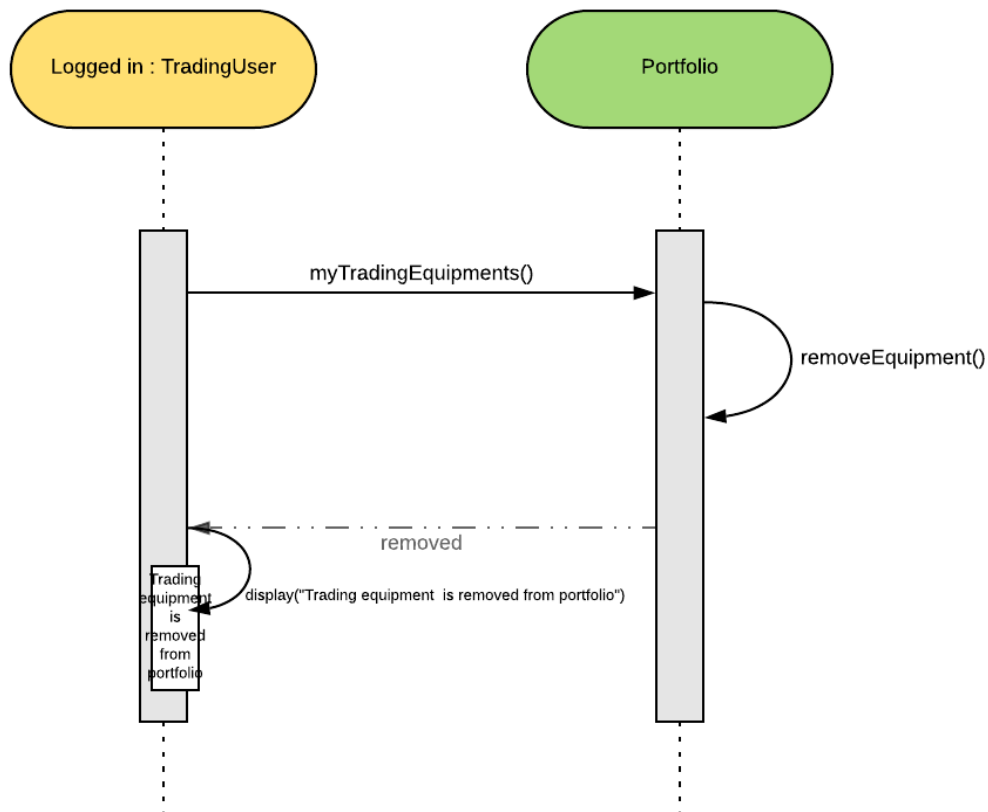 Logged in : TradingUser
Portfolio
myTradingEquipments()
removeEquipment()
removed
display("Trading equipment  is removed from portfolio")
Trading
equipment
is
removed
from
portfolio